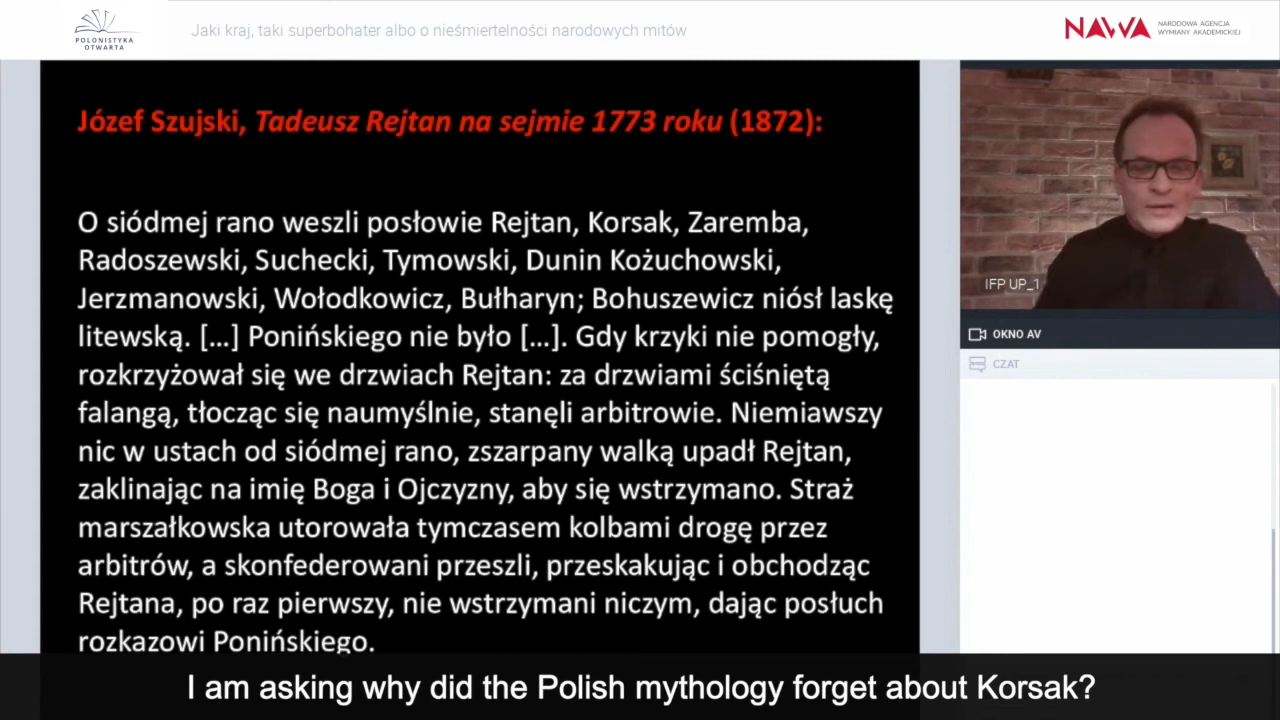 POLONISTYKA
OTWARTA
Jaki kraj, taki superbohater albo o nieśmiertelności narodowych mitów
NAWA
NARODOWA AGENCJA
WYMIANY AKADEMICKIEJ
Józef Szujski, Tadeusz Rejtan na sejmie 1773 roku (1872):
O siódmej rano weszli posłowie Rejtan, Korsak, Zaremba,
Radoszewski, Suchecki, Tymowski, Dunin Kożuchowski,
Jerzmanowski, Wołodkowicz, Bułharyn; Bohuszewicz niósł laskę
litewską. [...] Ponińskiego nie było [...]. Gdy krzyki nie pomogły,
rozkrzyżował się we drzwiach Rejtan: za drzwiami ściśniętą
falangą, tłocząc się naumyślnie, stanęli arbitrowie. Niemiawszy
nic w ustach od siódmej rano, zszarpany walką upadł Rejtan,
zaklinając na imię Boga i Ojczyzny, aby się wstrzymano. Straż
marszałkowska utorowała tymczasem kolbami drogę przez
arbitrów, a skonfederowani przeszli, przeskakując i obchodząc
Rejtana, po raz pierwszy, nie wstrzymani niczym, dając posłuch
rozkazowi Ponińskiego.
IFP UP_1
OKNO AV
CZAT
I am asking why did the Polish mythology forget about Korsak?